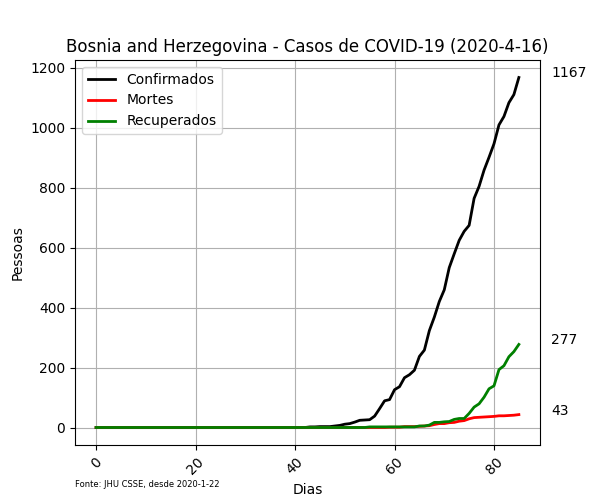 Bosnia and Herzegovina - Casos de COVID-19 (2020-4-16)
Confirmados
Mortes
Recuperados
1200
1000
800
600
400
200
0
Pessoas
1167
277
43
0
20
40
60
80
Dias
Fonte: JHU CSSE, desde 2020-1-22